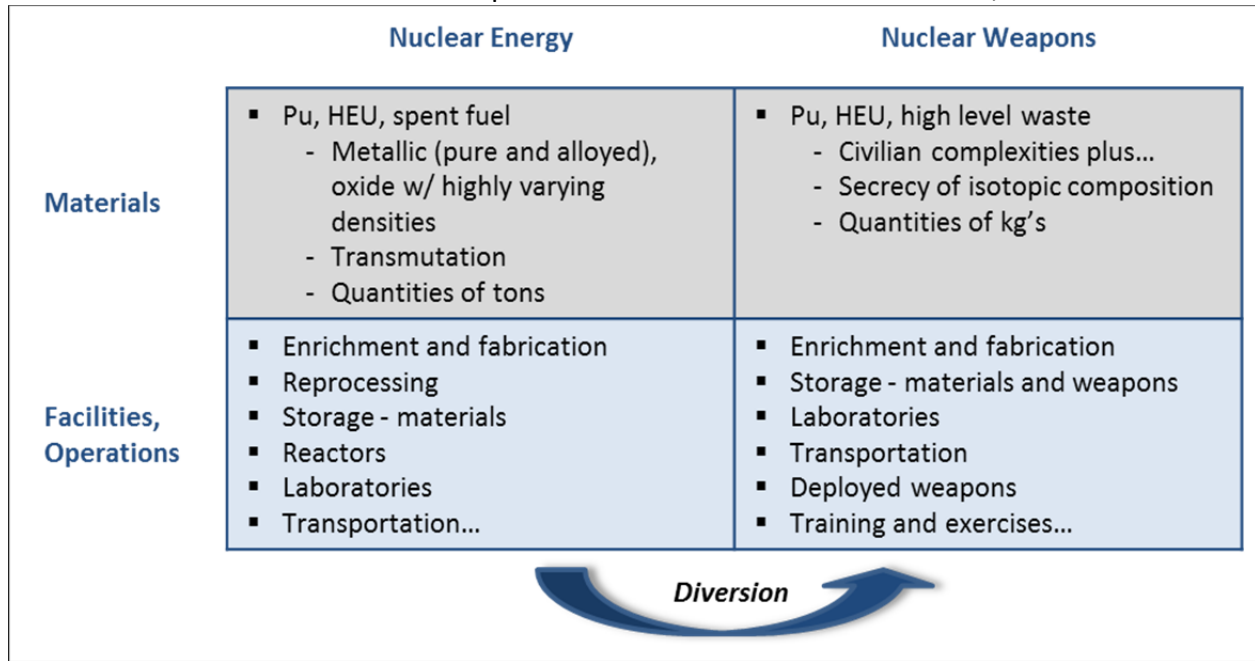 Nuclear Energy
Nuclear Weapons
Materials
▪ Pu, HEU, spent fuel
- Metallic (pure and alloyed),
oxide w/ highly varying
densities
- Transmutation
- Quantities of tons
▪ Pu, HEU, high level waste
- Civilian complexities plus...
- Secrecy of isotopic composition
- Quantities of kg's
Facilities,
Operations
▪ Enrichment and fabrication
▪ Reprocessing
▪ Storage - materials
▪ Reactors
▪ Laboratories
▪ Transportation...
▪ Enrichment and fabrication
▪ Storage - materials and weapons
▪ Laboratories
▪ Transportation
▪ Deployed weapons
▪ Training and exercises...
Diversion